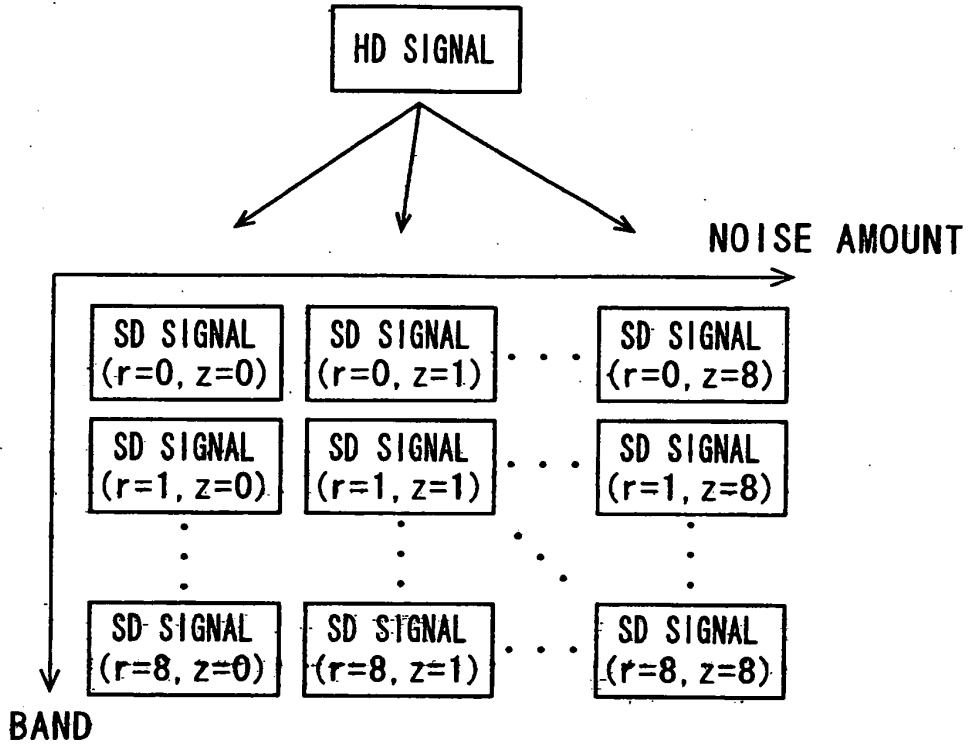 HD SIGNAL
NOISE AMOUNT
SD SIGNAL
(r=0, z=0)
SD SIGNAL
(r=0, z=1)
SD SIGNAL
(r=0, z=8)
SD SIGNAL
(r=1, z=0)
SD SIGNAL
(r=1, z=1)
SD SIGNAL
(r=1, z=8)
SD SIGNAL
(r=8, z=0)
SD SIGNAL
(r=8, z=1)
SD SIGNAL
(r=8, z=8)
BAND